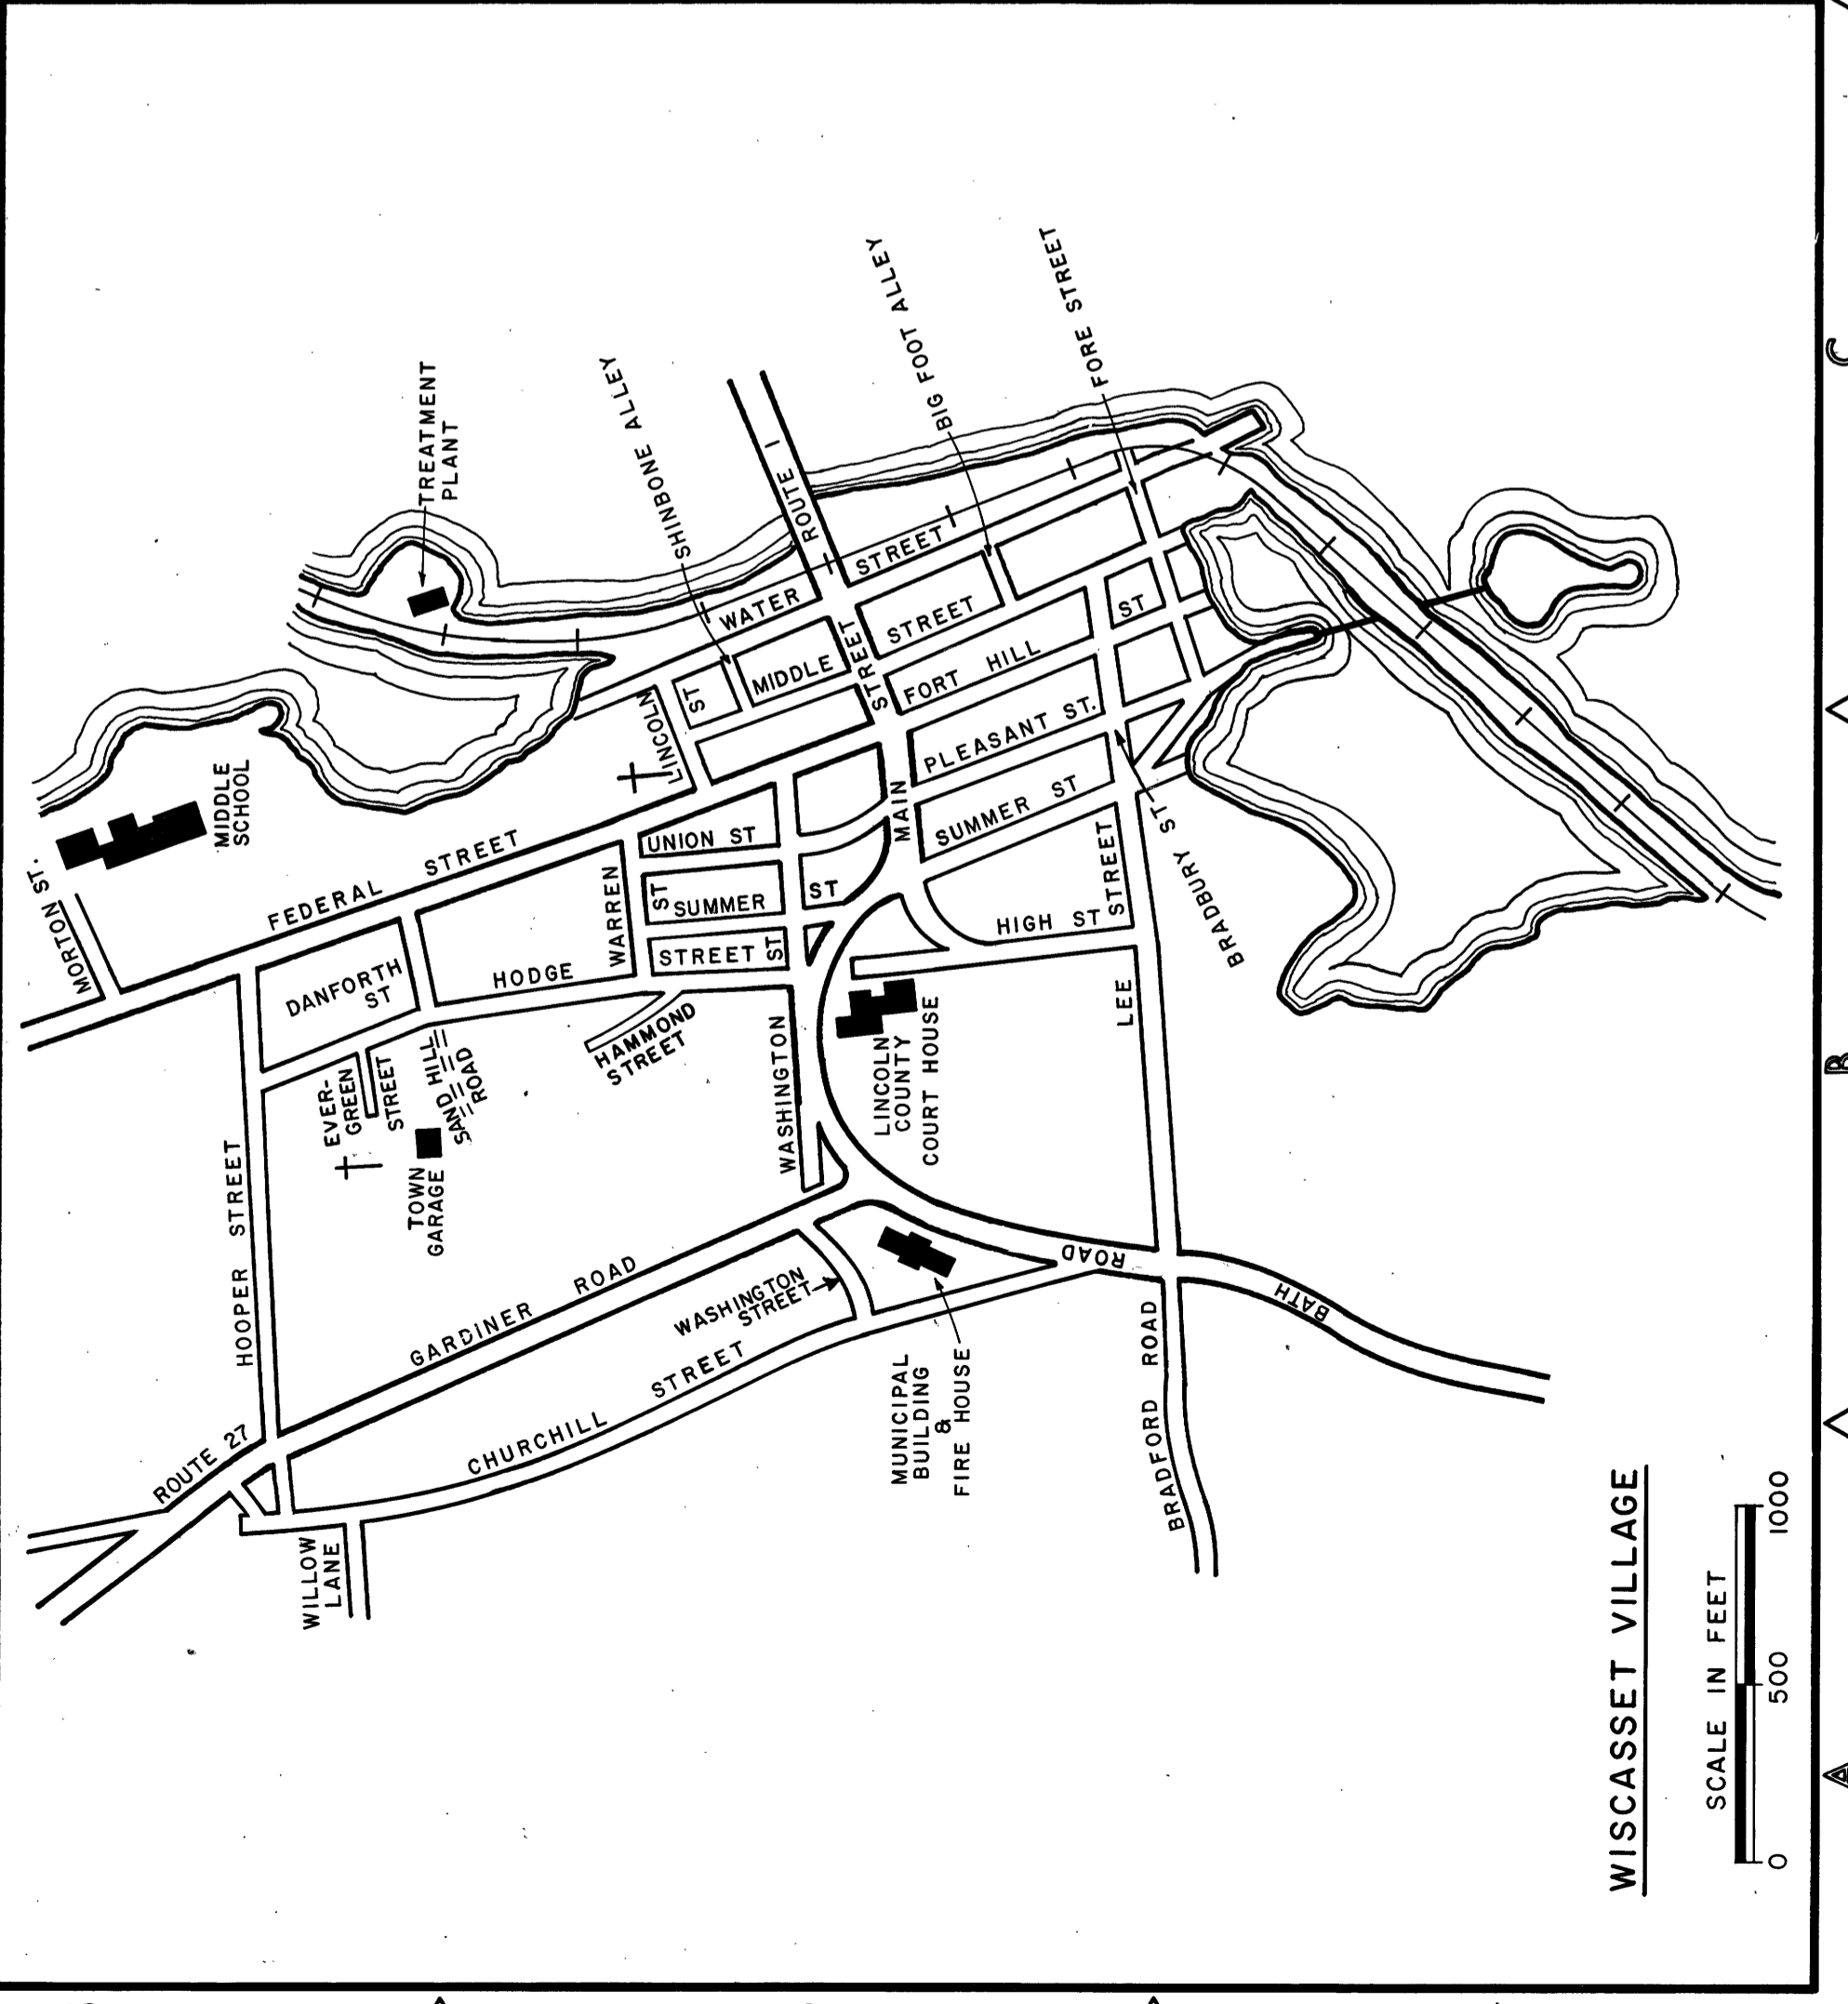 MORTON ST.
MIDDLE
SCHOOL
TREATMENT
PLANT
FEDERAL STREET
DANFORTH
ST
HODGE
STREET
WARREN
ST
UNION ST
SUMMER
ST
LINCOLN
ST
SHINBONE ALLEY
WATER
STREET
MIDDLE
STREET
ROUTE 1
BIG FOOT ALLEY
FORE STREET
FORT HILL
ST
MAIN
STREET
PLEASANT ST.
SUMMER ST
HIGH ST
LEE
STREET
BRADBURY ST
HAMMOND
STREET
EVER-
GREEN
STREET
SAND HILL
ROAD
TOWN
GARAGE
WASHINGTON
ST
LINCOLN
COUNTY
COURT HOUSE
HOOPER STREET
GARDINER ROAD
ROUTE 27
WASHINGTON
STREET
CHURCHILL STREET
WILLOW
LANE
MUNICIPAL
BUILDING
&
FIRE HOUSE
BATH
ROAD
BRADFORD ROAD
WISCASSET VILLAGE
SCALE IN FEET
0 500 1000
A
B
C